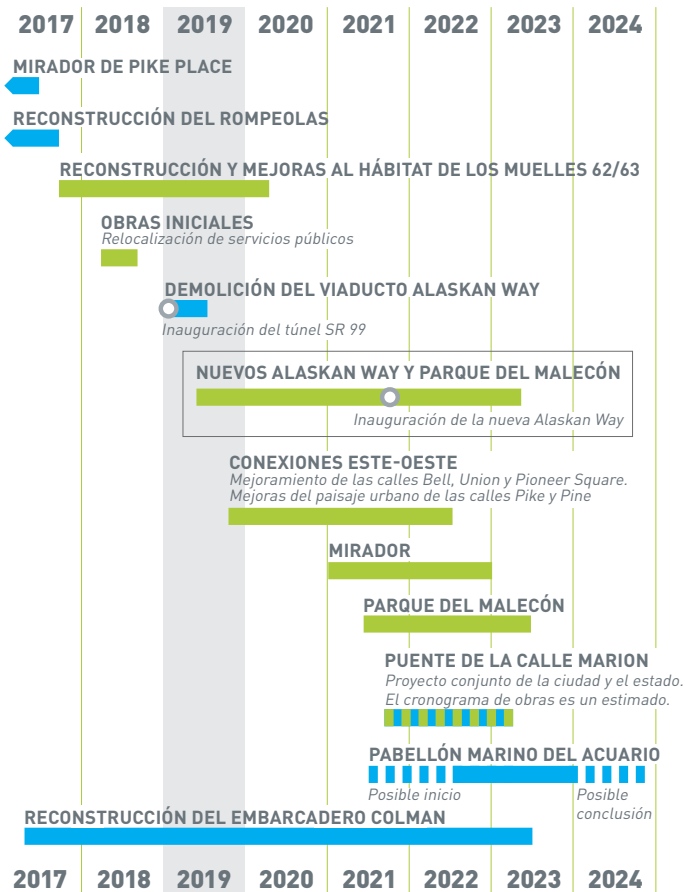 2017 2018 2019 2020 2021 2022 2023 2024
MIRADOR DE PIKE PLACE
RECONSTRUCCIÓN DEL ROMPEOLAS
RECONSTRUCCIÓN Y MEJORAS AL HÁBITAT DE LOS MUELLES 62/63
OBRAS INICIALES
Relocalización de servicios públicos
DEMOLICIÓN DEL VIADUCTO ALASKAN WAY
Inauguración del túnel SR 99
NUEVOS ALASKAN WAY Y PARQUE DEL MALECÓN
Inauguración de la nueva Alaskan Way
CONEXIONES ESTE-OESTE
Mejoramiento de las calles Bell, Union y Pioneer Square.
Mejoras del paisaje urbano de las calles Pike y Pine
MIRADOR
PARQUE DEL MALECÓN
PUENTE DE LA CALLE MARION
Proyecto conjunto de la ciudad y el estado.
El cronograma de obras es un estimado.
PABELLÓN MARINO DEL ACUARIO
Posible inicio
Posible
conclusión
RECONSTRUCCIÓN DEL EMBARCADERO COLMAN
2017 2018 2019 2020 2021 2022 2023 2024